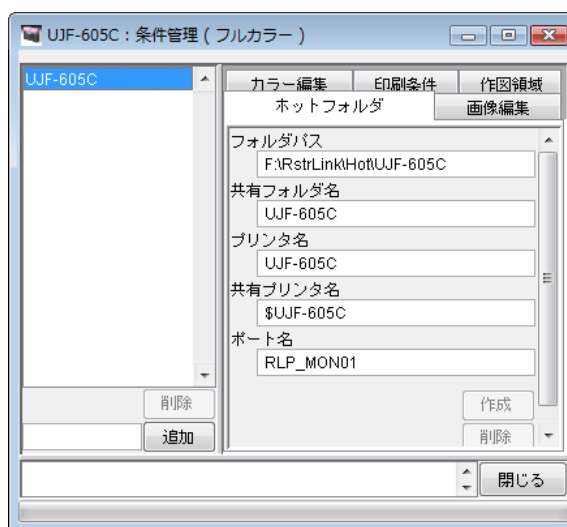 UJF-605C：条件管理 ( フルカラー )
UJF-605C
カラー編集
印刷条件
作図領域
ホットフォルダ
画像編集
フォルダパス
F:\RstrLink\Hot\UJF-605C
共有フォルダ名
UJF-605C
プリンタ名
UJF-605C
共有プリンタ名
$UJF-605C
ポート名
RLP_MON01
削除
追加
作成
削除
閉じる